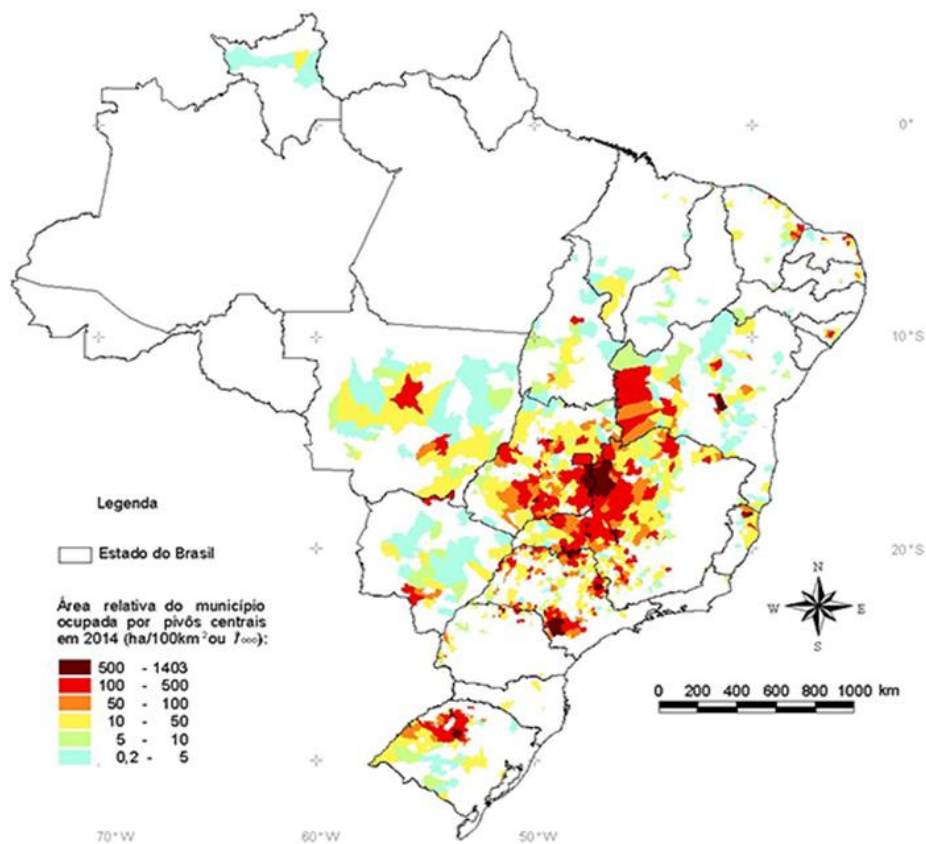 0°
10°S
20°S
Legenda
Estado do Brasil
Área relativa do município
ocupada por pivôs centrais
em 2014 (ha/100km² ou
500 - 1403
100 - 500
50 - 100
10 - 50
5 - 10
0,2 - 5
N
W E
S
0 200 400 600 800 1000 km
70°W 60°W 50°W